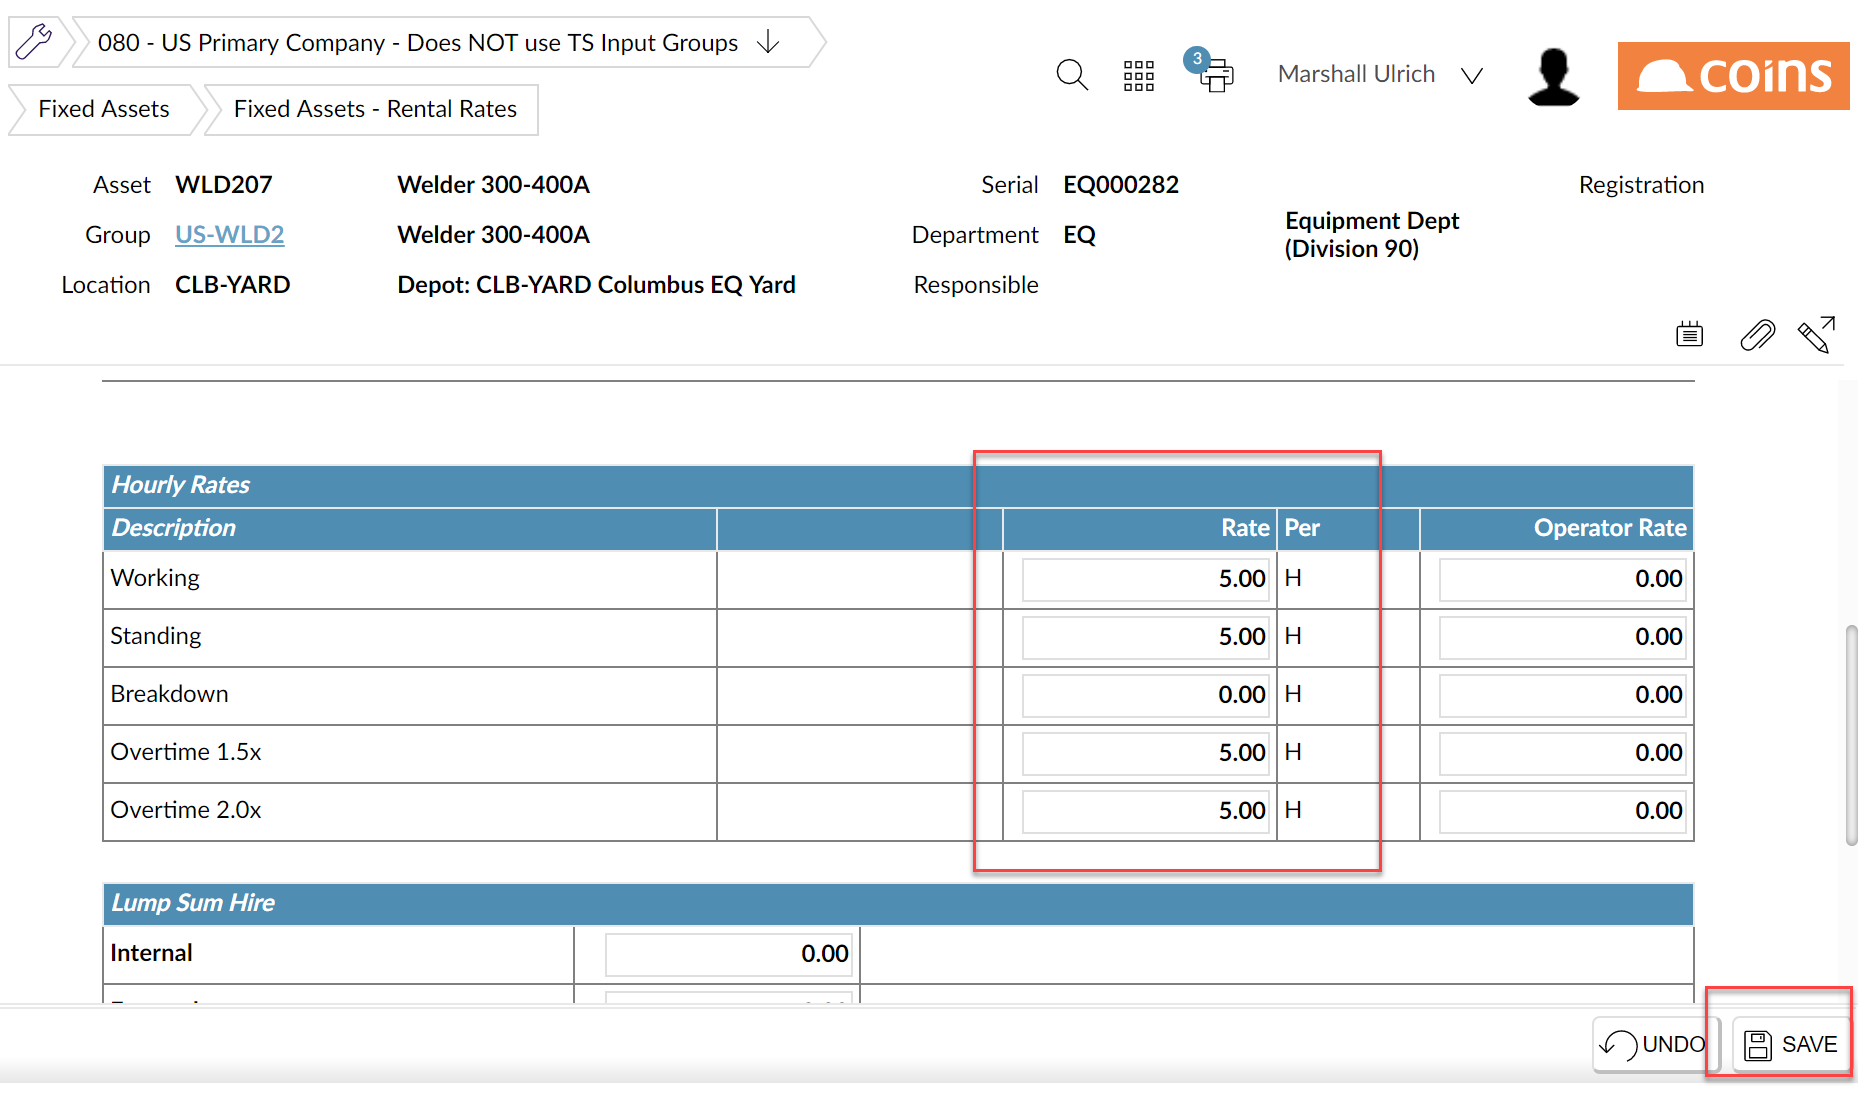 080 - US Primary Company - Does NOT use TS Input Groups
3
Marshall Ulrich
coins
Fixed Assets
Fixed Assets - Rental Rates
Asset WLD207 Welder 300-400A Serial EQ000282 Registration
Group US-WLD2 Welder 300-400A Department EQ Equipment Dept
(Division 90)
Location CLB-YARD Depot: CLB-YARD Columbus EQ Yard Responsible
Hourly Rates
Description Rate Per Operator Rate
Working 5.00 H 0.00
Standing 5.00 H 0.00
Breakdown 0.00 H 0.00
Overtime 1.5x 5.00 H 0.00
Overtime 2.0x 5.00 H 0.00
Lump Sum Hire
Internal 0.00
UNDO SAVE